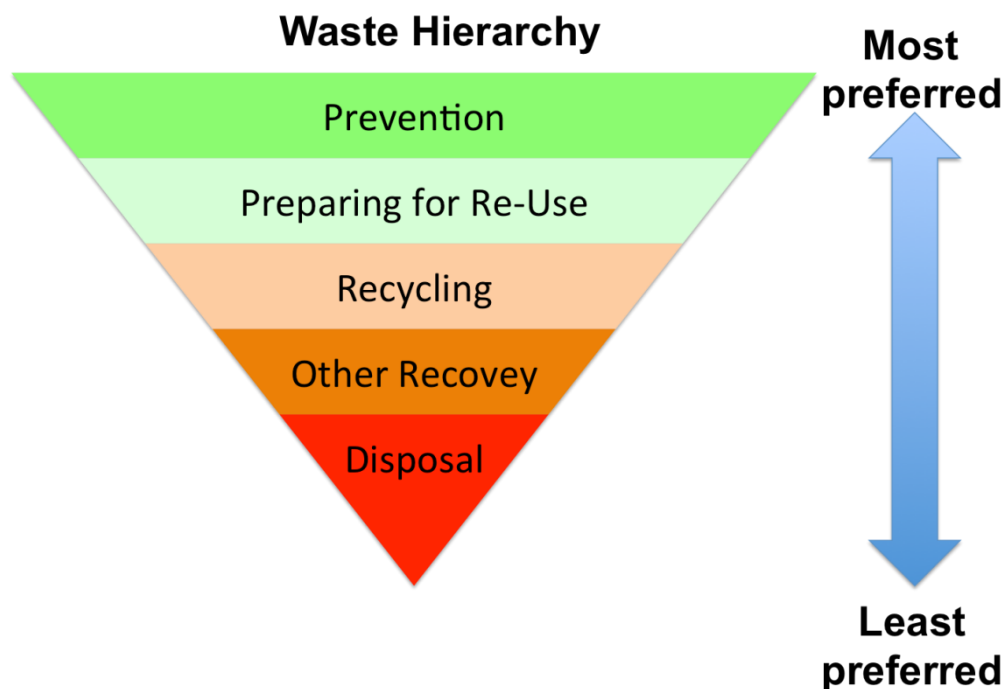 Waste Hierarchy
Most
preferred
Prevention
Preparing for Re-Use
Recycling
Other Recovey
Disposal
Least
preferred